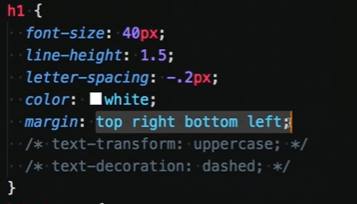 h1 {
font-size: 40px;
line-height: 1.5;
letter-spacing: -.2px;
color: white;
margin: top right bottom left;
/* text-transform: uppercase; */
/* text-decoration: dashed; */
}